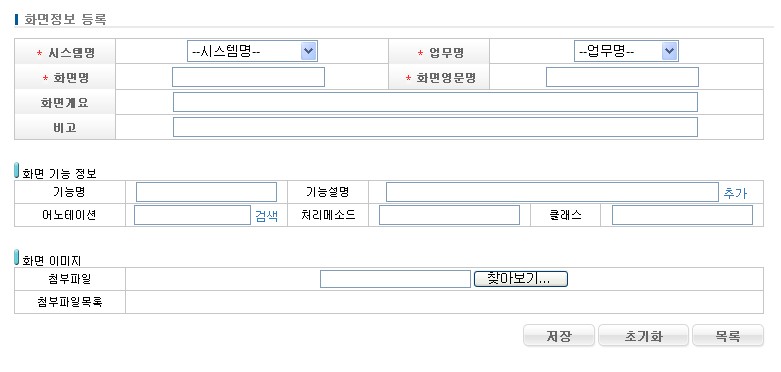 화면정보 등록
* 시스템명 --시스템명-- * 업무명 --업무명--
* 화면명 * 화면영문명
화면개요
비고
화면 기능 정보
기능명 기능설명 추가
어노테이션 검색 처리메소드 클래스
화면 이미지
첨부파일 찾아보기...
첨부파일목록
저장 초기화 목록